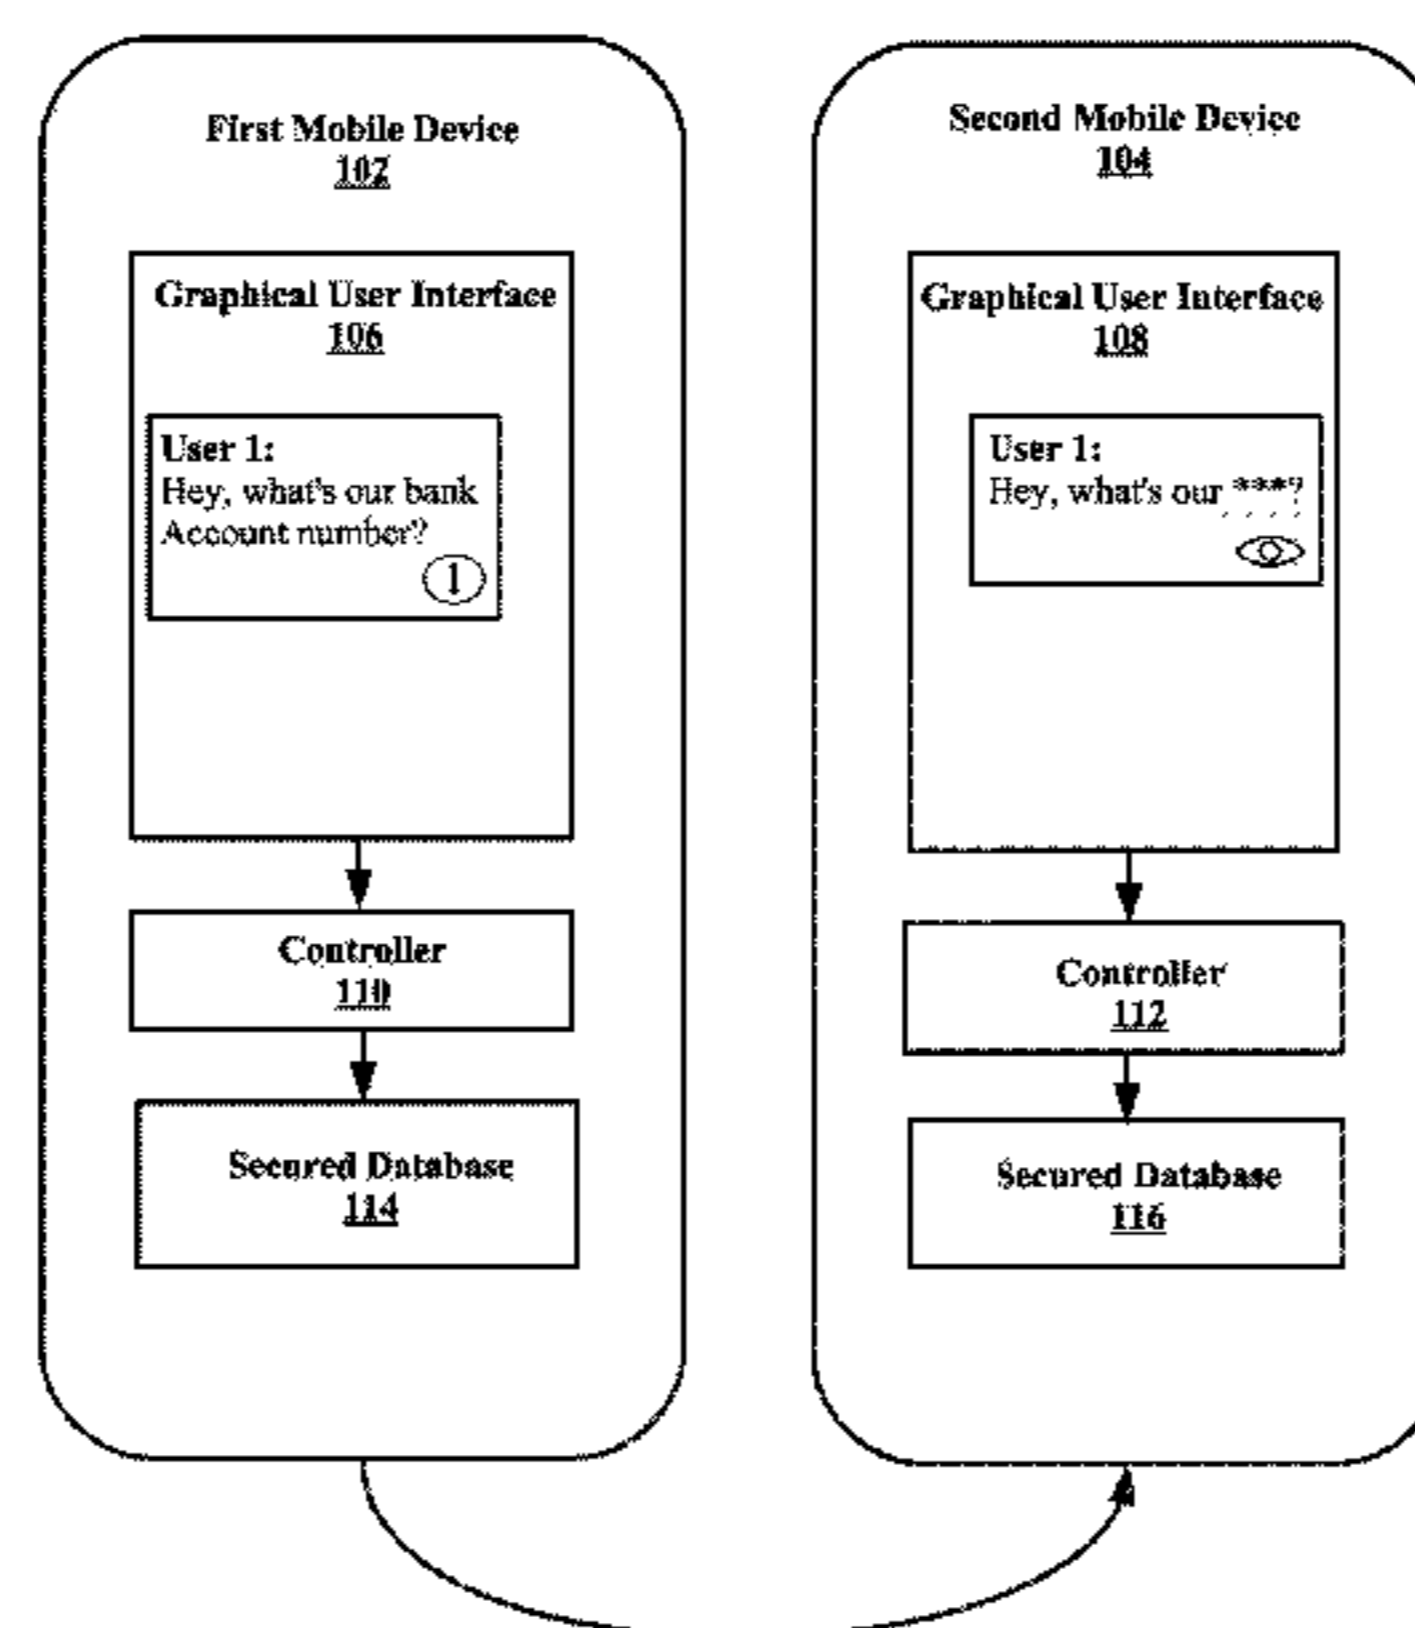 First Mobile Device
102
Graphical User Interface
106
User 1:
Hey, what's our bank
Account number?
1
Controller
110
Secured Database
114
Second Mobile Device
104
Graphical User Interface
108
User 1:
Hey, what's our ***?
Controller
112
Secured Database
116